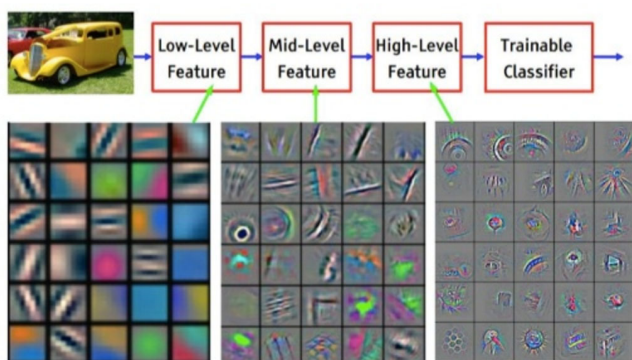 Low-Level
Feature
Mid-Level
Feature
High-Level
Feature
Trainable
Classifier